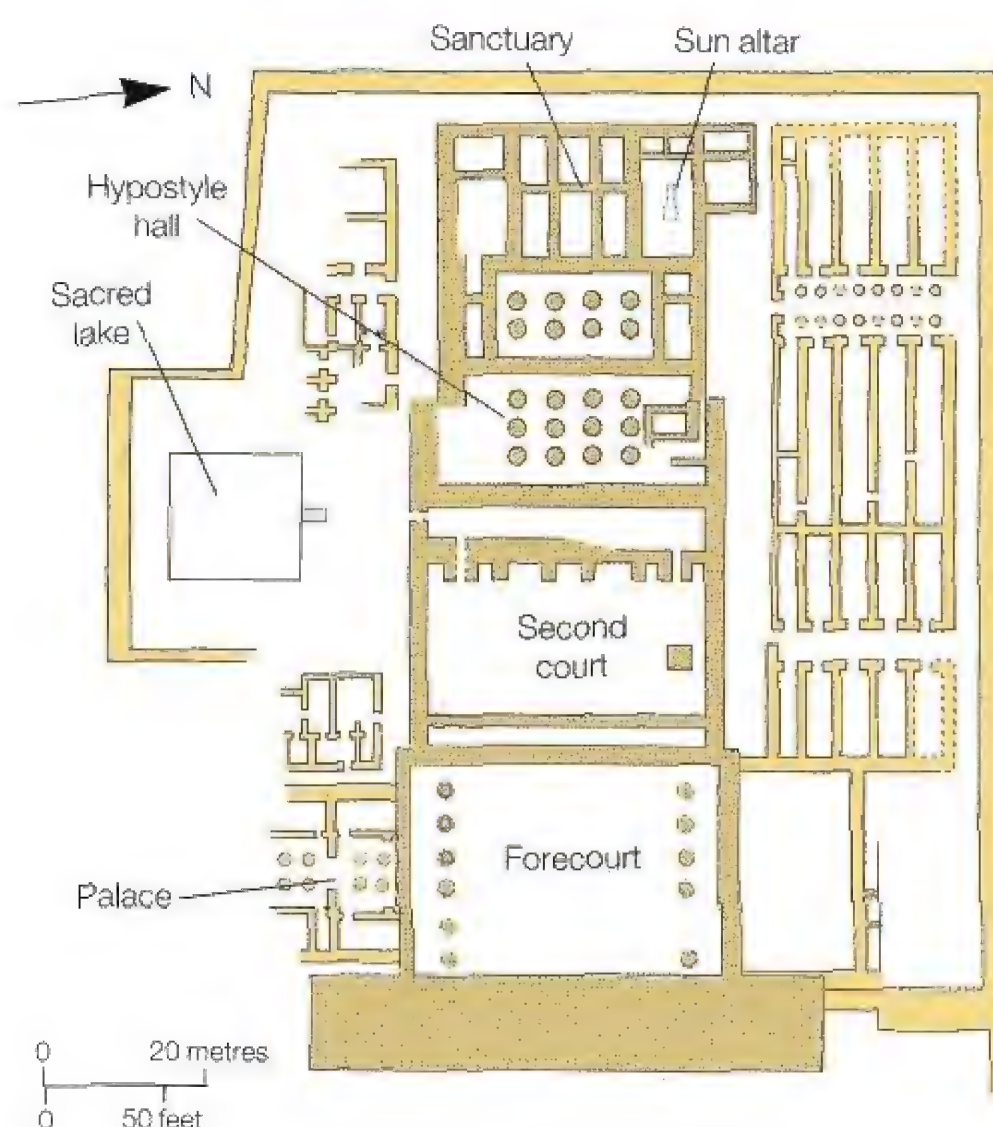 Sanctuary
Sun altar
N
Hypostyle
hall
Sacred
lake
Second
court
Forecourt
Palace
0 20 metres
0 50 feet